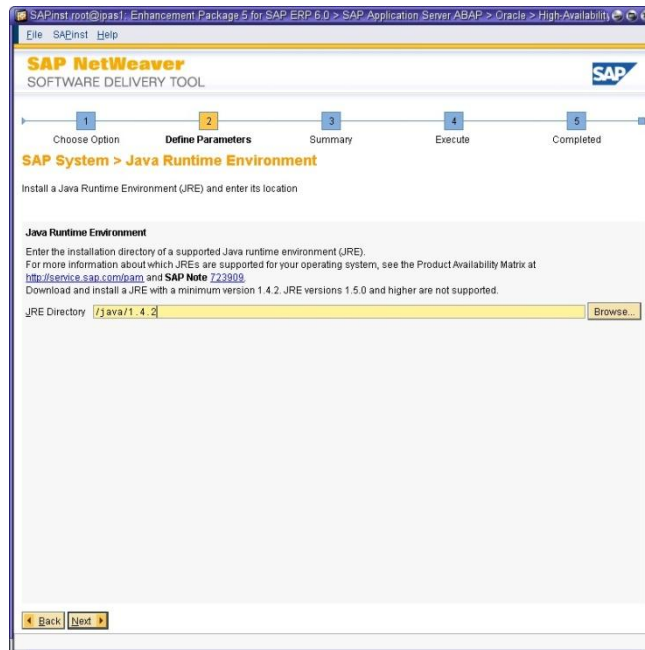 SAPinst root@ipas1: Enhancement Package 5 for SAP ERP 6.0 > SAP Application Server ABAP > Oracle > High-Availability
File SAPinst Help
SAP NetWeaver
SOFTWARE DELIVERY TOOL
SAP
1 2 3 4 5
Choose Option Define Parameters Summary Execute Completed
SAP System > Java Runtime Environment
Install a Java Runtime Environment (JRE) and enter its location
Java Runtime Environment
Enter the installation directory of a supported Java runtime environment (JRE).
For more information about which JREs are supported for your operating system, see the Product Availability Matrix at
http://service.sap.com/pam and SAP Note 723909.
Download and install a JRE with a minimum version 1.4.2. JRE versions 1.5.0 and higher are not supported.
JRE Directory /java/1.4.2 Browse...
Back Next